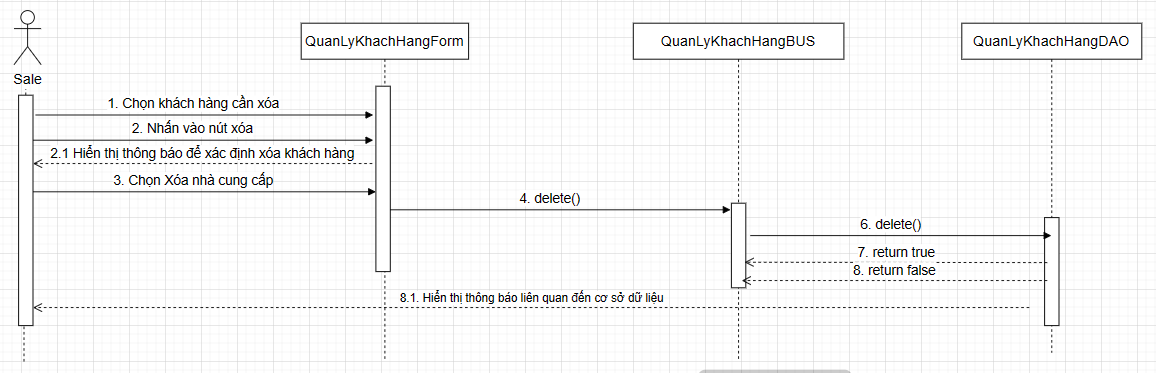 QuanLyKhachHangForm
QuanLyKhachHangBUS
QuanLyKhachHangDAO
Sale
1. Chọn khách hàng cần xóa
2. Nhấn vào nút xóa
2.1 Hiển thị thông báo để xác định xóa khách hàng
3. Chọn Xóa nhà cung cấp
4. delete()
6. delete()
7. return true
8. return false
8.1. Hiển thị thông báo liên quan đến cơ sở dữ liệu